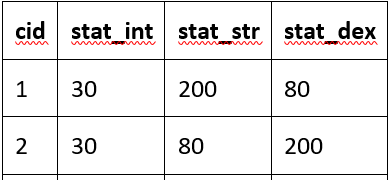 cid stat_int stat_str stat_dex
1 30 200 80
2 30 80 200